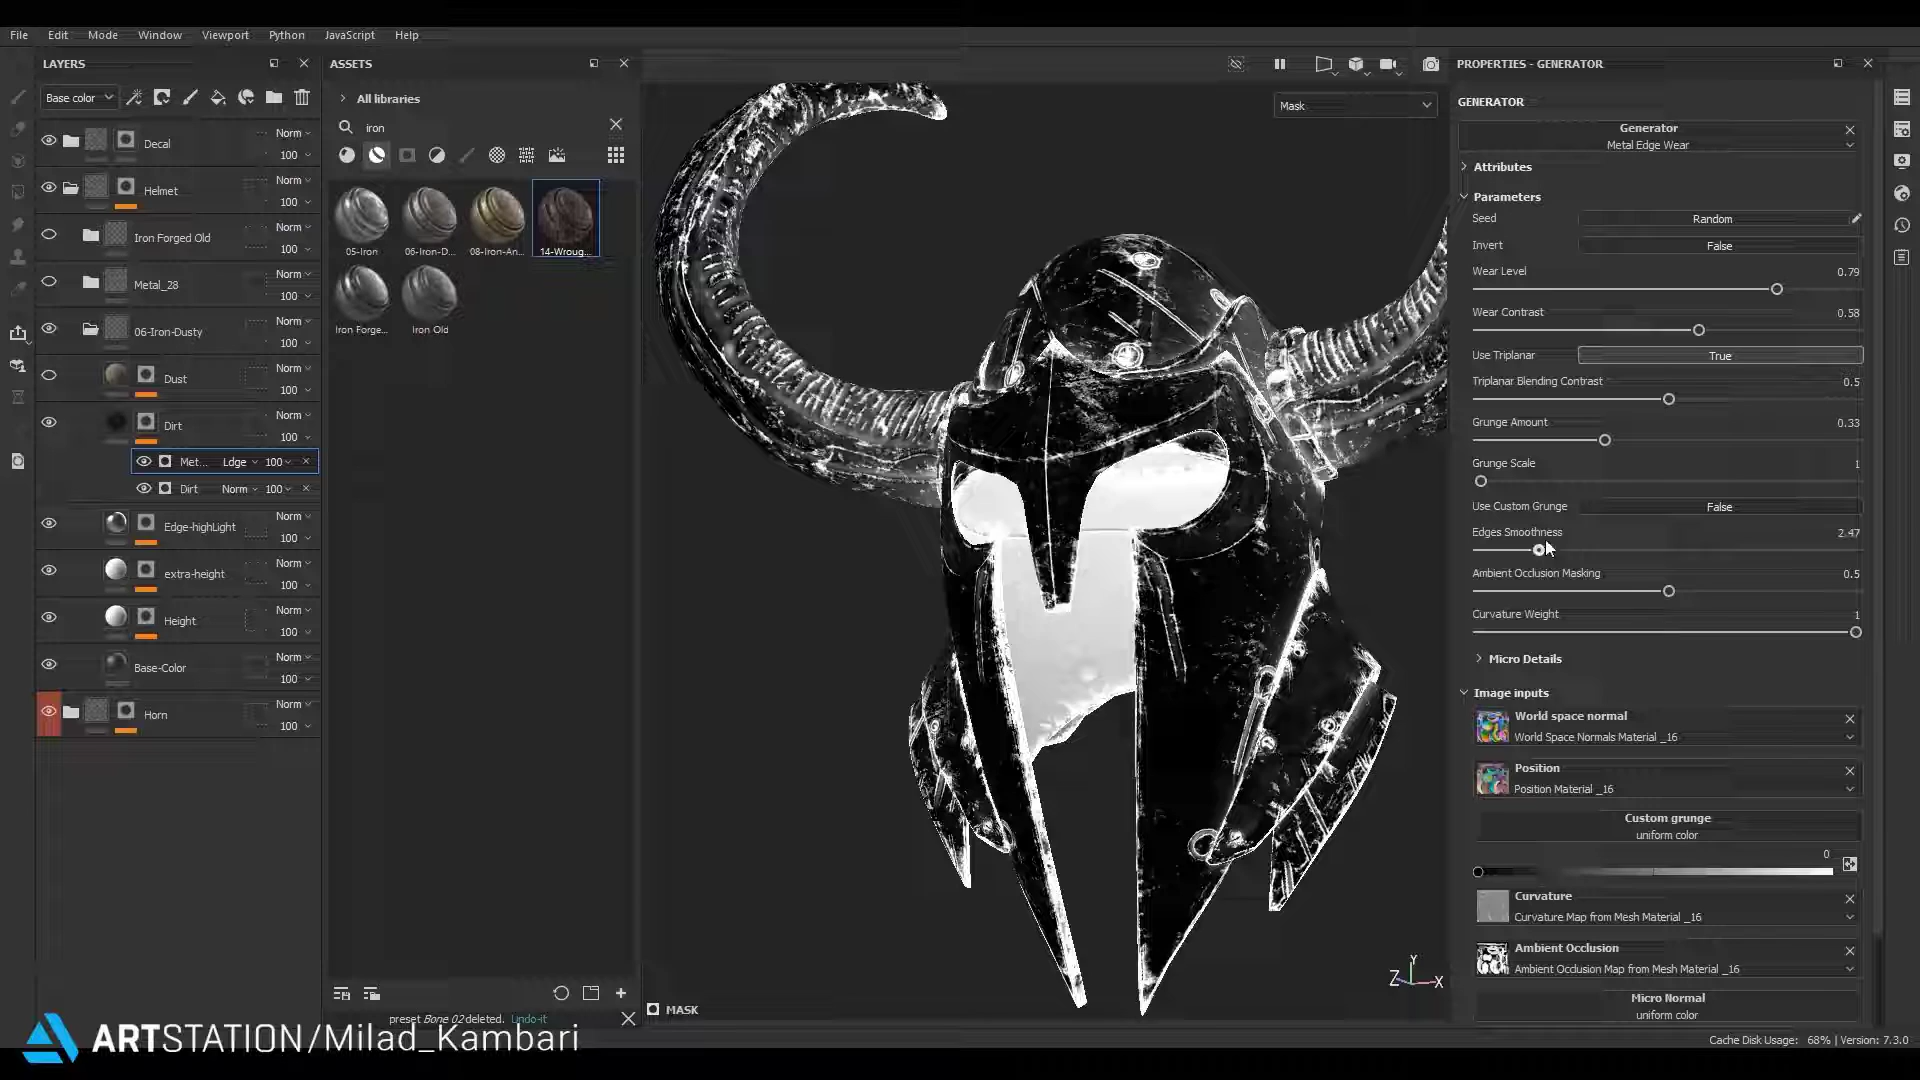 File Edit Mode Window Viewport Python JavaScript Help
LAYERS
ASSETS
PROPERTIES - GENERATOR
Base color
All libraries
iron
Mask
GENERATOR
Generator
Metal Edge Wear
Attributes
Parameters
Seed Random
Invert False
Wear Level 0.79
Wear Contrast 0.58
Use Triplanar True
Triplanar Blending Contrast 0.5
Grunge Amount 0.33
Grunge Scale 1
Use Custom Grunge False
Edges Smoothness 2.47
Ambient Occlusion Masking 0.5
Curvature Weight 1
Micro Details
Image inputs
World space normal
World Space Normals Material _16
Position
Position Material _16
Custom grunge
uniform color
0
Curvature
Curvature Map from Mesh Material _16
Ambient Occlusion
Ambient Occlusion Map from Mesh Material _16
Micro Normal
uniform color
Decal Norm 100
Helmet Norm 100
Iron Forged Old Norm 100
Metal_28 Norm 100
06-Iron-Dusty Norm 100
Dust Norm 100
Dirt Norm 100
Met... Ldge 100
Dirt Norm 100
Edge-highLight Norm 100
extra-height Norm 100
Height Norm 100
Base-Color Norm 100
Horn Norm 100
05-Iron 06-Iron-D... 08-Iron-An... 14-Wroug...
Iron Forge... Iron Old
Y
Z X
MASK
preset Bone 02 deleted. Undo-it
ARTSTATION/Milad_Kambari
Cache Disk Usage: 68% | Version: 7.3.0